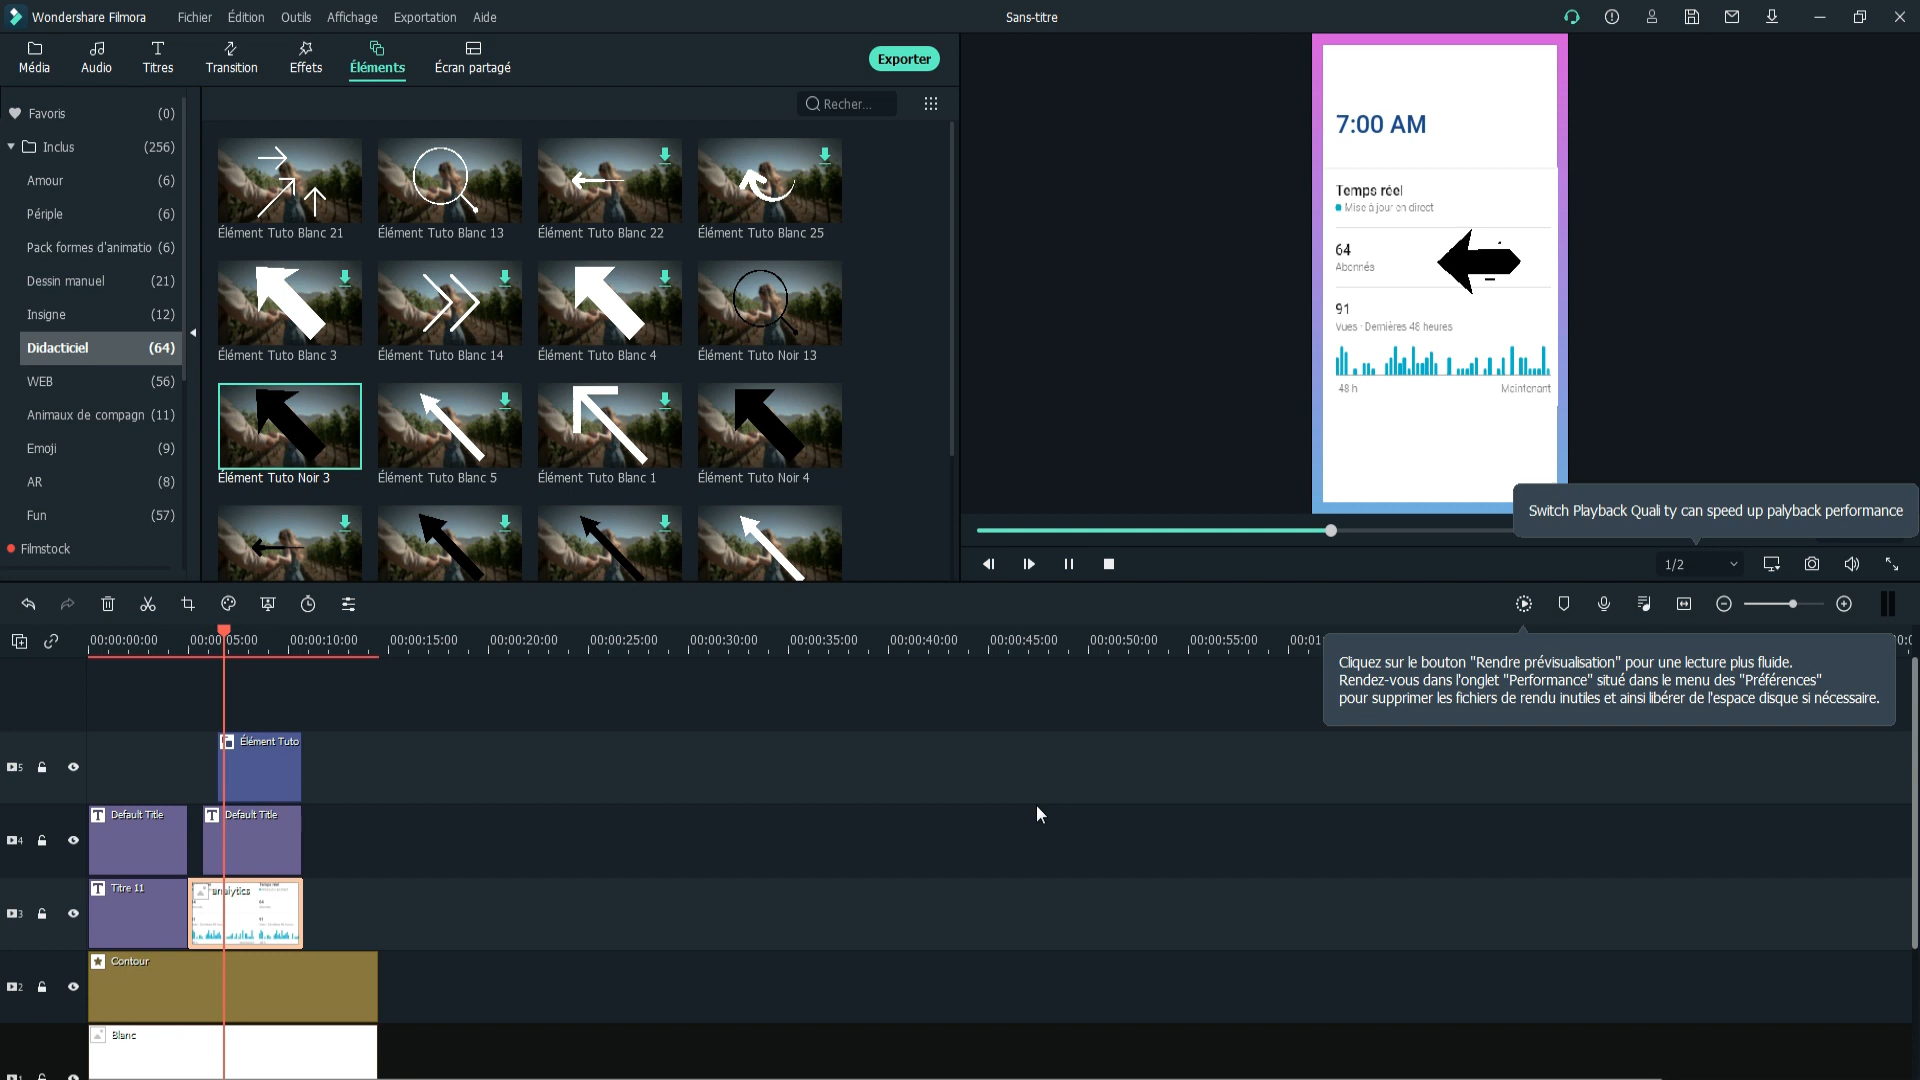 Wondershare Filmora
Fichier Édition Outils Affichage Exportation Aide
Sans-titre
Média Audio Titres Transition Effets Éléments Écran partagé
Exporter
Favoris (0)
Inclus (256)
Amour (6)
Périple (6)
Pack formes d'animatio (6)
Dessin manuel (21)
Insigne (12)
Didacticiel (64)
WEB (56)
Animaux de compagn (11)
Emoji (9)
AR (8)
Fun (57)
Filmstock
Recher...
Élément Tuto Blanc 21
Élément Tuto Blanc 13
Élément Tuto Blanc 22
Élément Tuto Blanc 25
Élément Tuto Blanc 3
Élément Tuto Blanc 14
Élément Tuto Blanc 4
Élément Tuto Noir 13
Élément Tuto Noir 3
Élément Tuto Blanc 5
Élément Tuto Blanc 1
Élément Tuto Noir 4
7:00 AM
Temps réel
Mise à jour en direct
64
Abonnés
91
Vues · Dernières 48 heures
48 h Maintenant
Switch Playback Quali ty can speed up palyback performance
1/2
00:00:00:00 00:00:05:00 00:00:10:00 00:00:15:00 00:00:20:00 00:00:25:00 00:00:30:00 00:00:35:00 00:00:40:00 00:00:45:00 00:00:50:00 00:00:55:00 00:01
Cliquez sur le bouton "Rendre prévisualisation" pour une lecture plus fluide.
Rendez-vous dans l'onglet "Performance" situé dans le menu des "Préférences"
pour supprimer les fichiers de rendu inutiles et ainsi libérer de l'espace disque si nécessaire.
5
Élément Tuto
4
Default Title
Default Title
3
Titre 11
analytics
2
Contour
Blanc